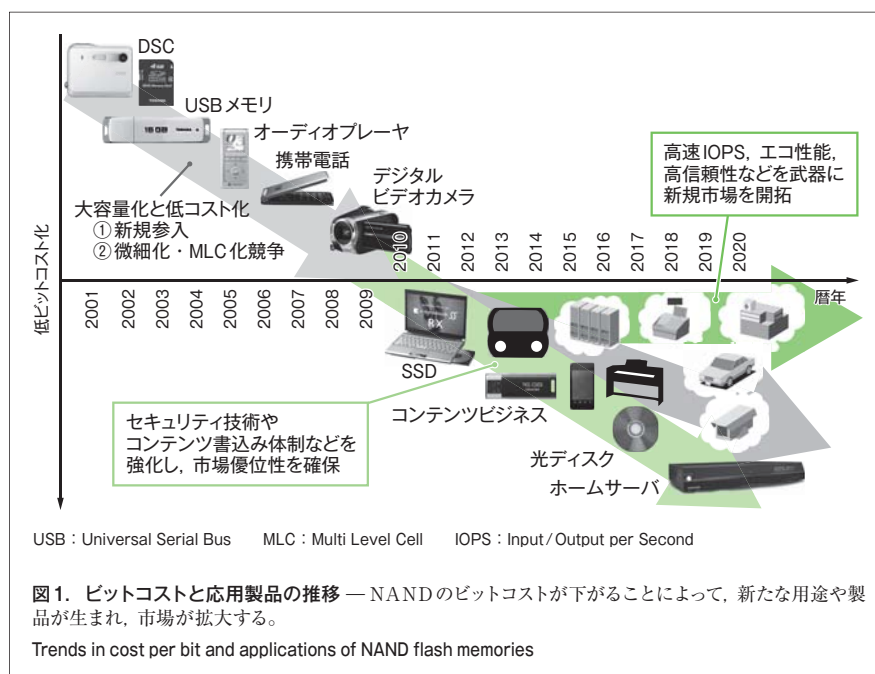 DSC
USBメモリ
オーディオプレーヤ
携帯電話
デジタル
ビデオカメラ
大容量化と低コスト化
①新規参入
②微細化・MLC化競争
高速IOPS,エコ性能,
高信頼性などを武器に
新規市場を開拓
低ビットコスト化
2010
2011
2012
2013
2014
2015
2016
2017
2018
2019
2020
暦年
2001
2002
2003
2004
2005
2006
2007
2008
2009
RX
SSD
コンテンツビジネス
光ディスク
ホームサーバ
セキュリティ技術や
コンテンツ書込み体制などを
強化し,市場優位性を確保
USB:Universal Serial Bus MLC:Multi Level Cell IOPS:Input/Output per Second
図1. ビットコストと応用製品の推移 — NANDのビットコストが下がることによって,新たな用途や製
品が生まれ,市場が拡大する。
Trends in cost per bit and applications of NAND flash memories